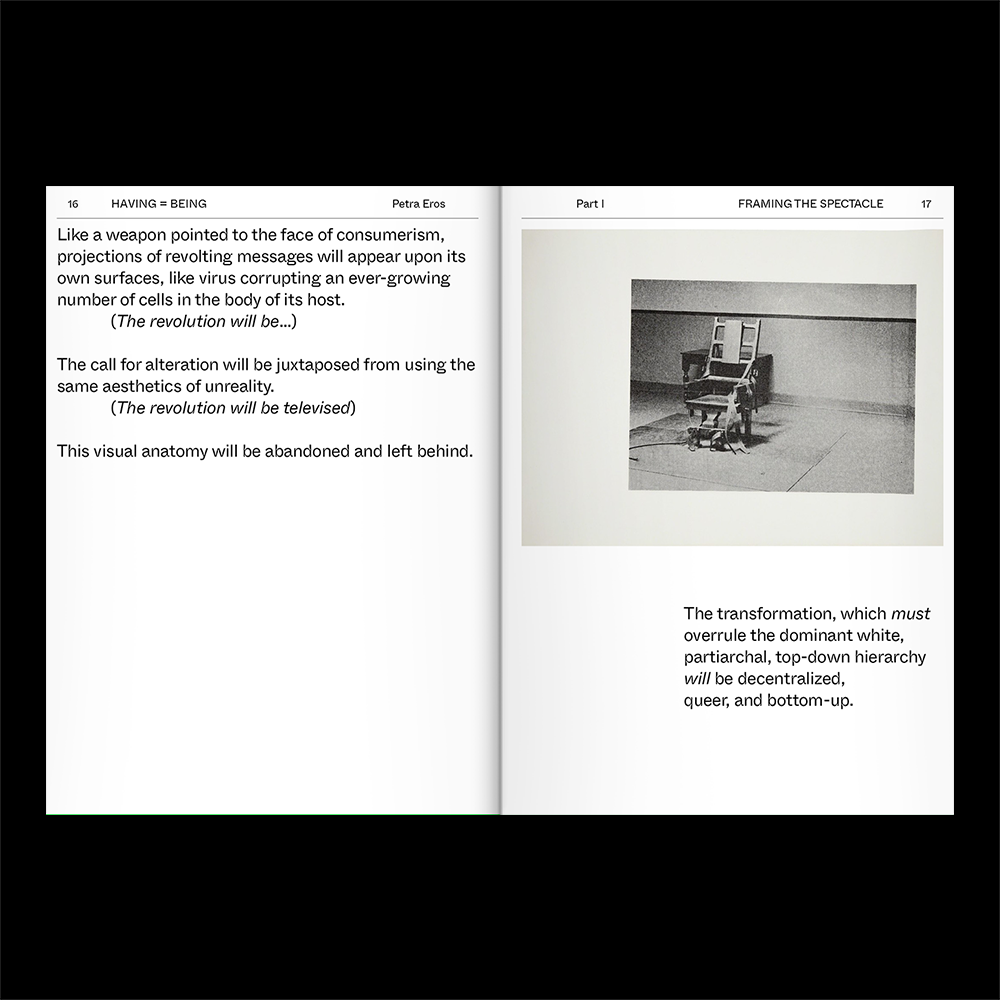 16 HAVING = BEING Petra Eros
Like a weapon pointed to the face of consumerism,
projections of revolting messages will appear upon its
own surfaces, like virus corrupting an ever-growing
number of cells in the body of its host.
(The revolution will be...)
The call for alteration will be juxtaposed from using the
same aesthetics of unreality.
(The revolution will be televised)
This visual anatomy will be abandoned and left behind.
Part I FRAMING THE SPECTACLE 17
The transformation, which must
overrule the dominant white,
partiarchal, top-down hierarchy
will be decentralized,
queer, and bottom-up.